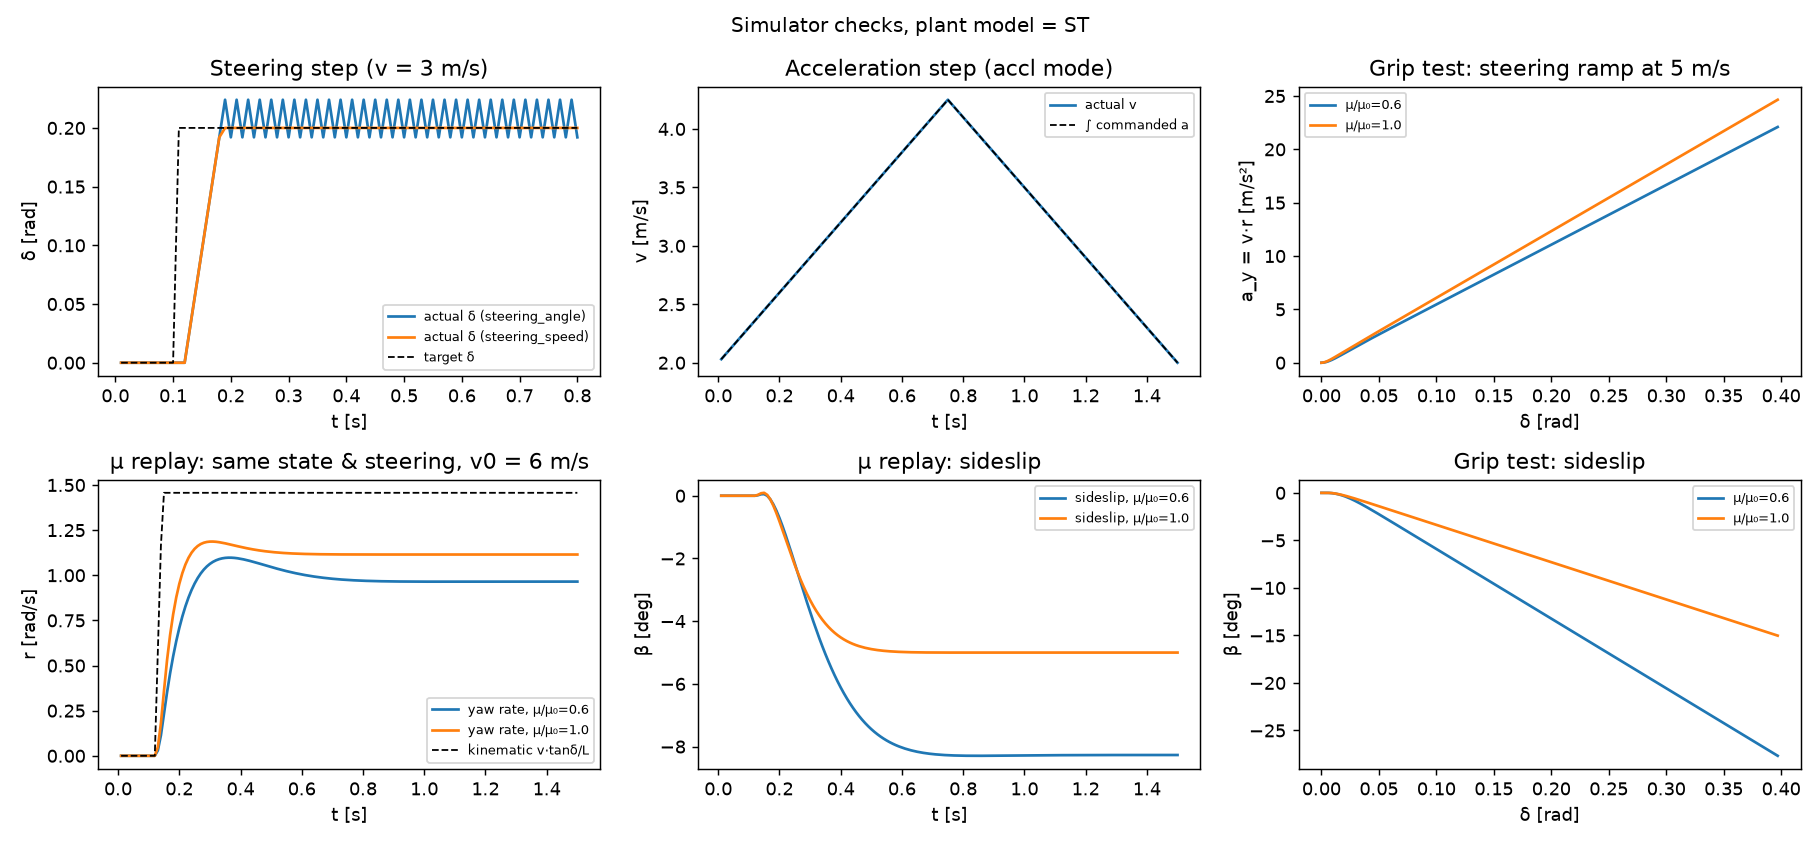 Simulator checks, plant model = ST
Steering step (v = 3 m/s)
δ [rad]
0.20
0.15
0.10
0.05
0.00
actual δ (steering_angle)
actual δ (steering_speed)
target δ
0.0 0.1 0.2 0.3 0.4 0.5 0.6 0.7 0.8
t [s]
Acceleration step (accl mode)
v [m/s]
4.0
3.5
3.0
2.5
2.0
actual v
∫ commanded a
0.0 0.2 0.4 0.6 0.8 1.0 1.2 1.4
t [s]
Grip test: steering ramp at 5 m/s
a_y = v·r [m/s²]
25
20
15
10
5
0
μ/μ₀=0.6
μ/μ₀=1.0
0.00 0.05 0.10 0.15 0.20 0.25 0.30 0.35 0.40
δ [rad]
μ replay: same state & steering, v0 = 6 m/s
r [rad/s]
1.50
1.25
1.00
0.75
0.50
0.25
0.00
yaw rate, μ/μ₀=0.6
yaw rate, μ/μ₀=1.0
kinematic v·tanδ/L
0.0 0.2 0.4 0.6 0.8 1.0 1.2 1.4
t [s]
μ replay: sideslip
β [deg]
0
−2
−4
−6
−8
sideslip, μ/μ₀=0.6
sideslip, μ/μ₀=1.0
0.0 0.2 0.4 0.6 0.8 1.0 1.2 1.4
t [s]
Grip test: sideslip
β [deg]
0
−5
−10
−15
−20
−25
μ/μ₀=0.6
μ/μ₀=1.0
0.00 0.05 0.10 0.15 0.20 0.25 0.30 0.35 0.40
δ [rad]